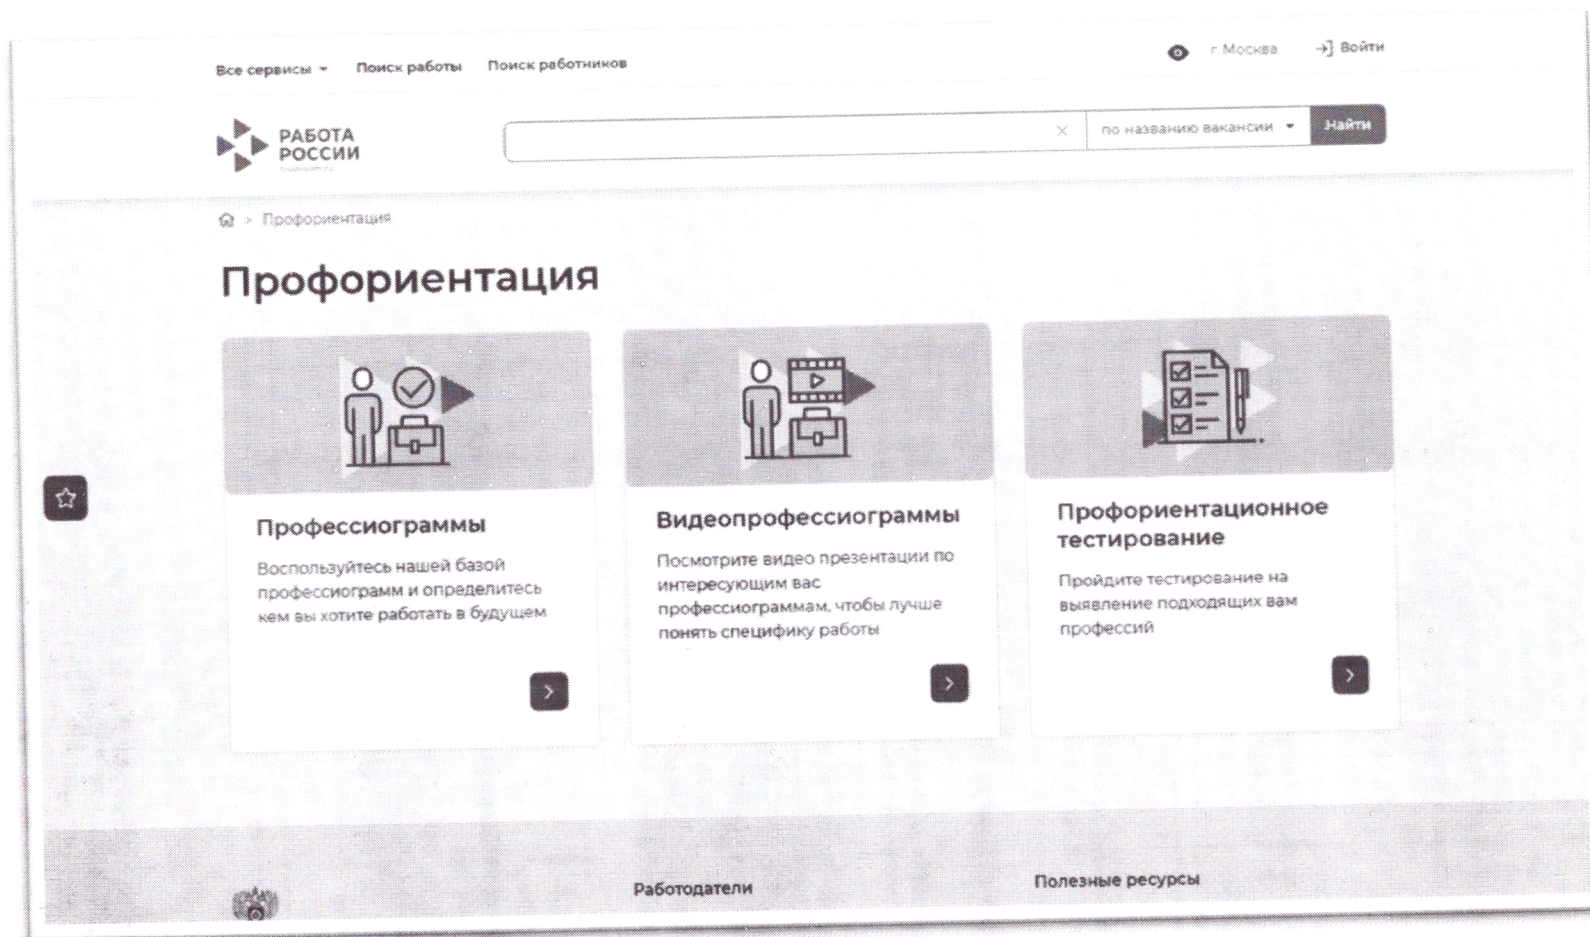 Все сервисы
Поиск работы
Поиск работников
г. Москва
Войти
РАБОТА
РОССИИ
по названию вакансии
Найти
> Профориентация
Профориентация
Профессиограммы
Воспользуйтесь нашей базой
профессиограмм и определитесь
кем вы хотите работать в будущем
Видеопрофессиограммы
Посмотрите видео презентации по
интересующим вас
профессиограммам, чтобы лучше
понять специфику работы
Профориентационное
тестирование
Пройдите тестирование на
выявление подходящих вам
профессий
Работодатели
Полезные ресурсы